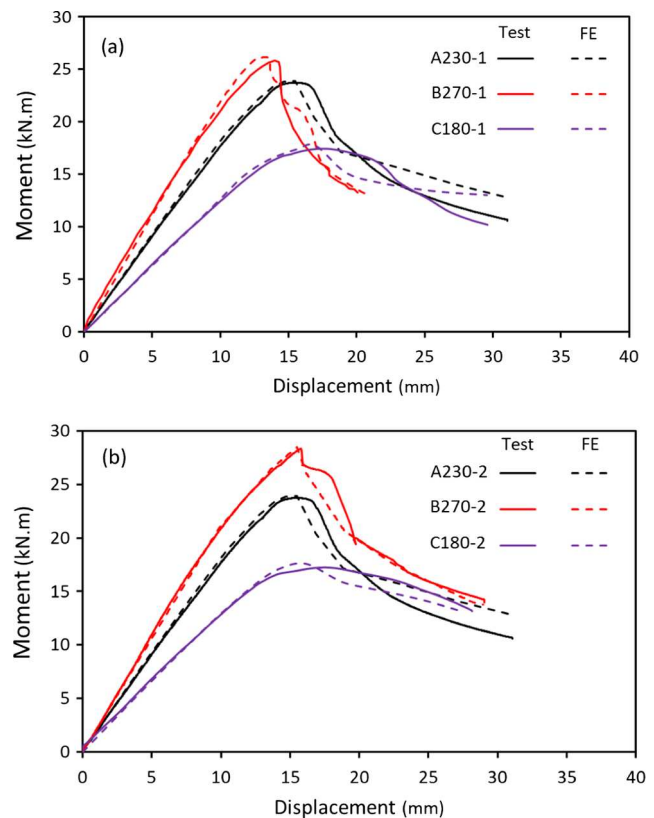 (a)
Test FE
A230-1
B270-1
C180-1
Moment (kN.m)
30
25
20
15
10
5
0
0 5 10 15 20 25 30 35 40
Displacement (mm)
(b)
Test FE
A230-2
B270-2
C180-2
Moment (kN.m)
30
25
20
15
10
5
0
0 5 10 15 20 25 30 35 40
Displacement (mm)